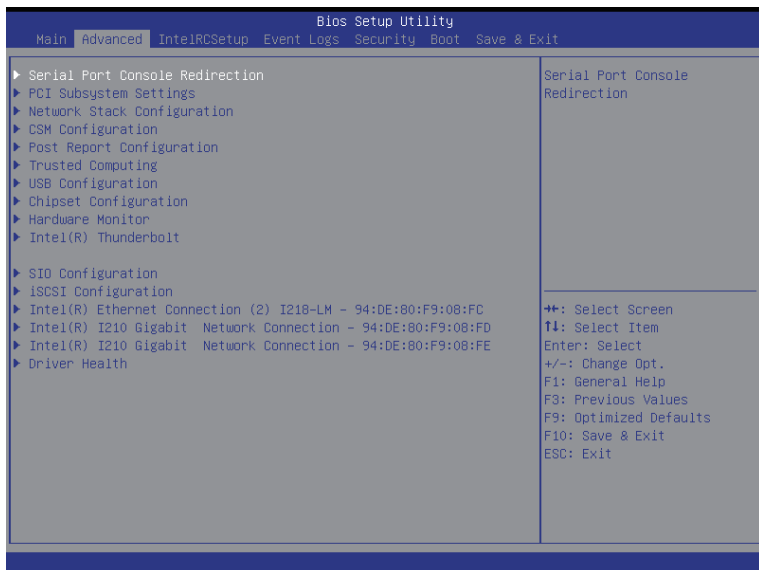 Bios Setup Utility
Main Advanced IntelRCSetup Event Logs Security Boot Save & Exit
Serial Port Console Redirection
PCI Subsystem Settings
Network Stack Configuration
CSM Configuration
Post Report Configuration
Trusted Computing
USB Configuration
Chipset Configuration
Hardware Monitor
Intel(R) Thunderbolt
SIO Configuration
iSCSI Configuration
Intel(R) Ethernet Connection (2) I218-LM - 94:DE:80:F9:08:FC
Intel(R) I210 Gigabit  Network Connection - 94:DE:80:F9:08:FD
Intel(R) I210 Gigabit  Network Connection - 94:DE:80:F9:08:FE
Driver Health
Serial Port Console
Redirection
→←: Select Screen
↑↓: Select Item
Enter: Select
+/-: Change Opt.
F1: General Help
F3: Previous Values
F9: Optimized Defaults
F10: Save & Exit
ESC: Exit